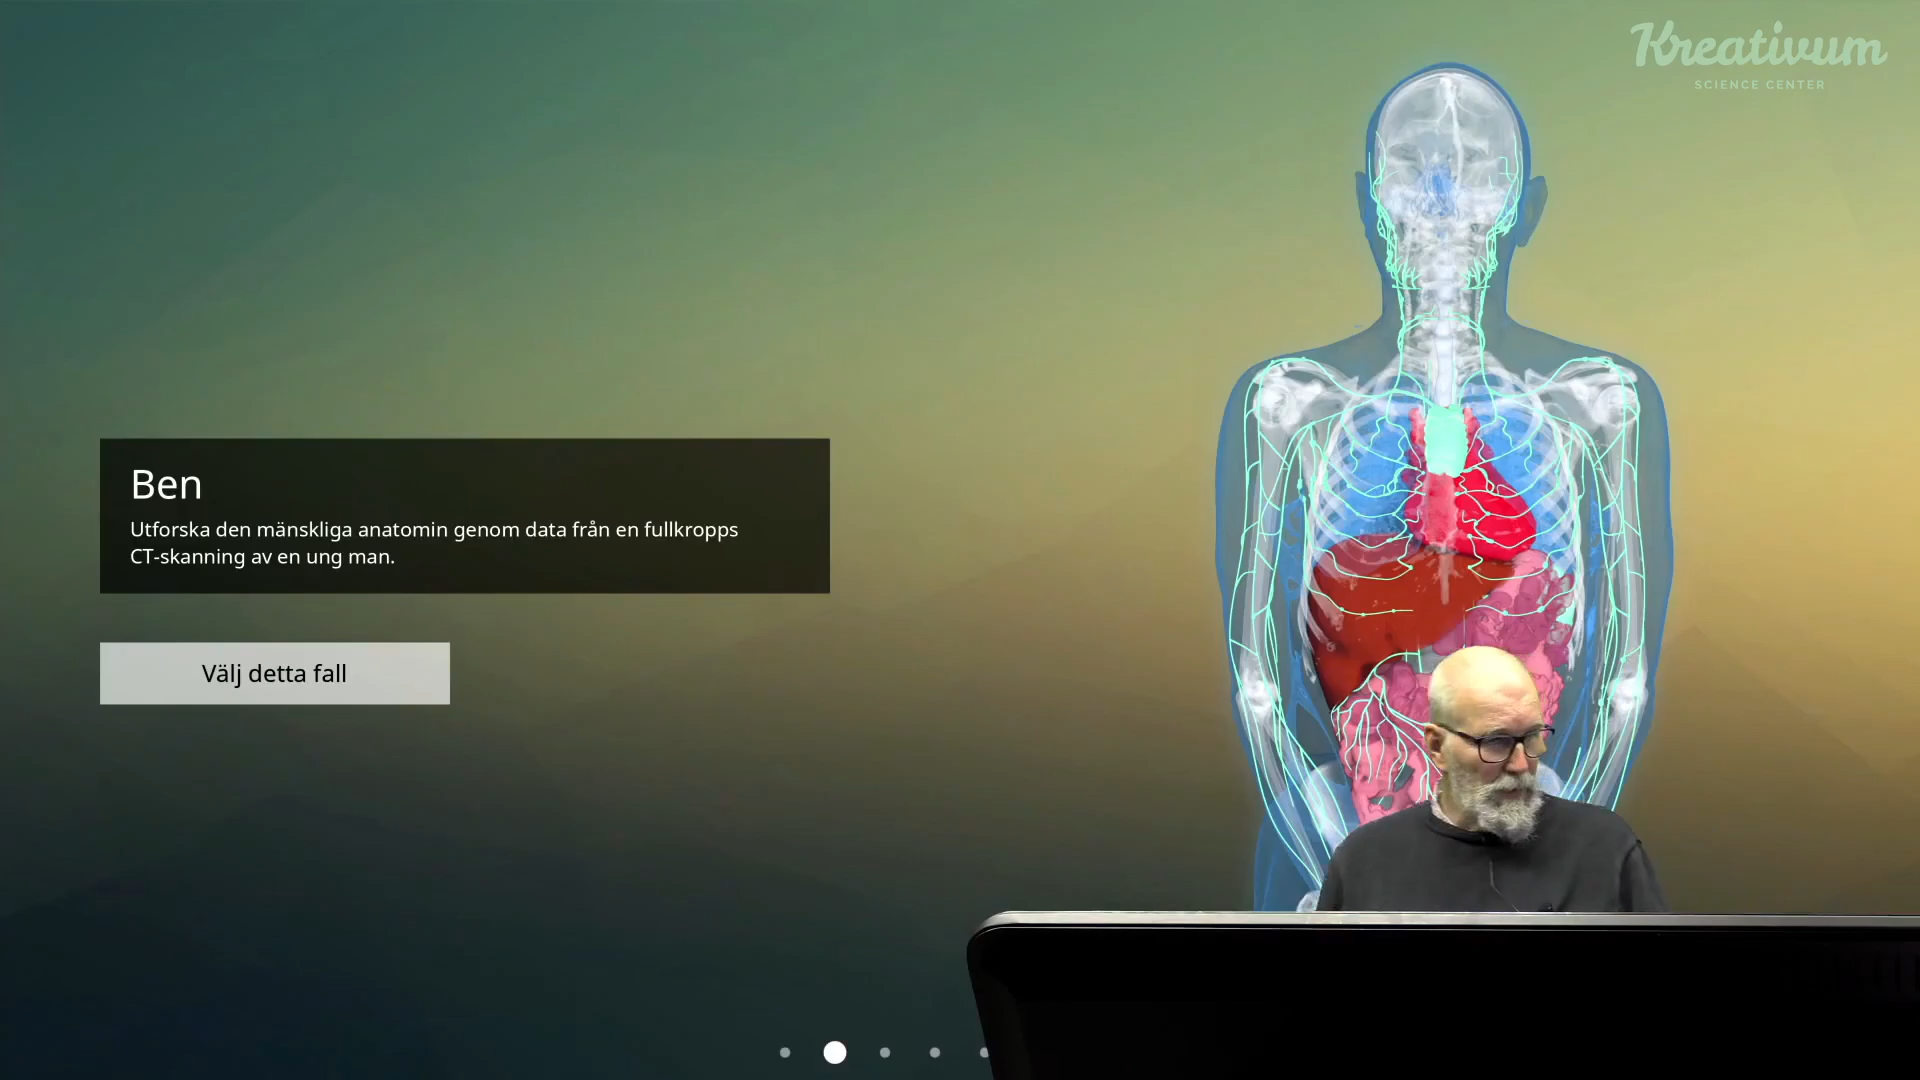 Kreativum
SCIENCE CENTER
Ben
Utforska den mänskliga anatomin genom data från en fullkropps
CT-skanning av en ung man.
Välj detta fall